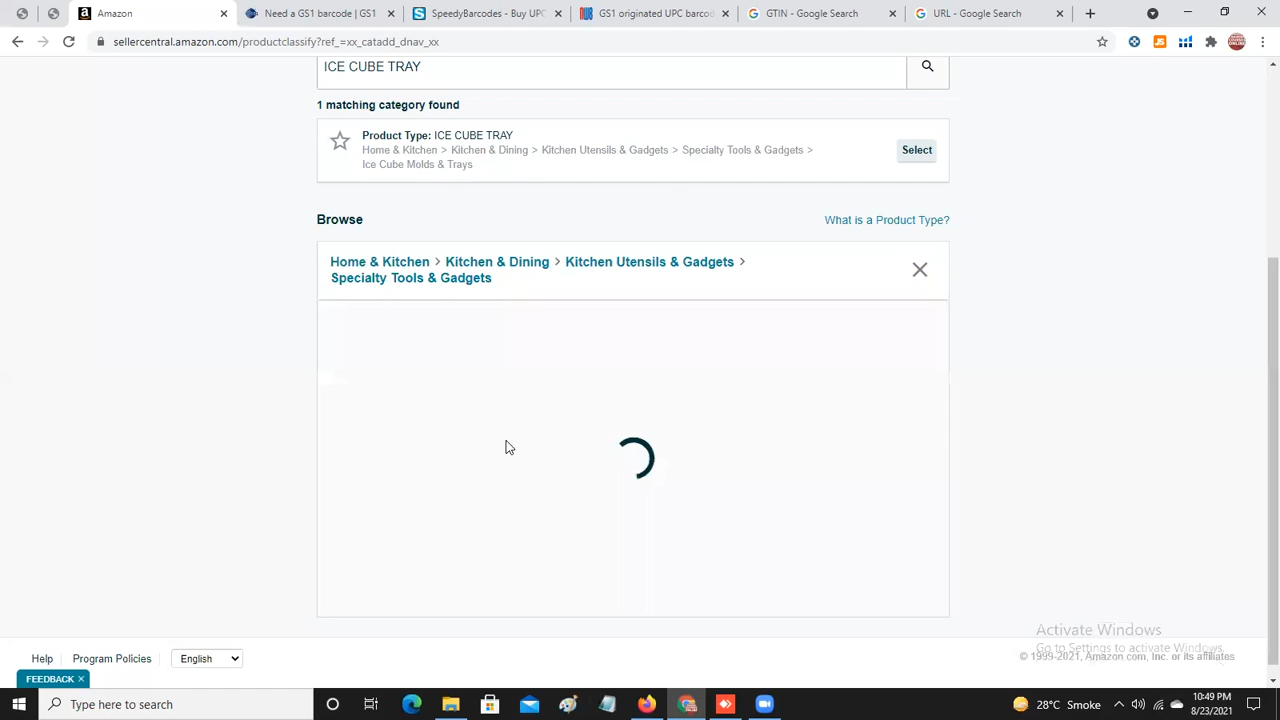 Amazon
Need a GS1 barcode | GS1
SpeedyBarcodes - Buy UPC
GS1 originated UPC barcod
GTIN - Google Search
URL - Google Search
sellercentral.amazon.com/productclassify?ref_=xx_catadd_dnav_xx
ICE CUBE TRAY
1 matching category found
Product Type: ICE CUBE TRAY
Home & Kitchen > Kitchen & Dining > Kitchen Utensils & Gadgets > Specialty Tools & Gadgets >
Ice Cube Molds & Trays
Select
Browse
What is a Product Type?
Home & Kitchen > Kitchen & Dining > Kitchen Utensils & Gadgets >
Specialty Tools & Gadgets
Activate Windows
Go to Settings to activate Windows.
Help
Program Policies
English
© 1999-2021, Amazon.com, Inc. or its affiliates
FEEDBACK ×
Type here to search
28°C Smoke
10:49 PM
8/23/2021